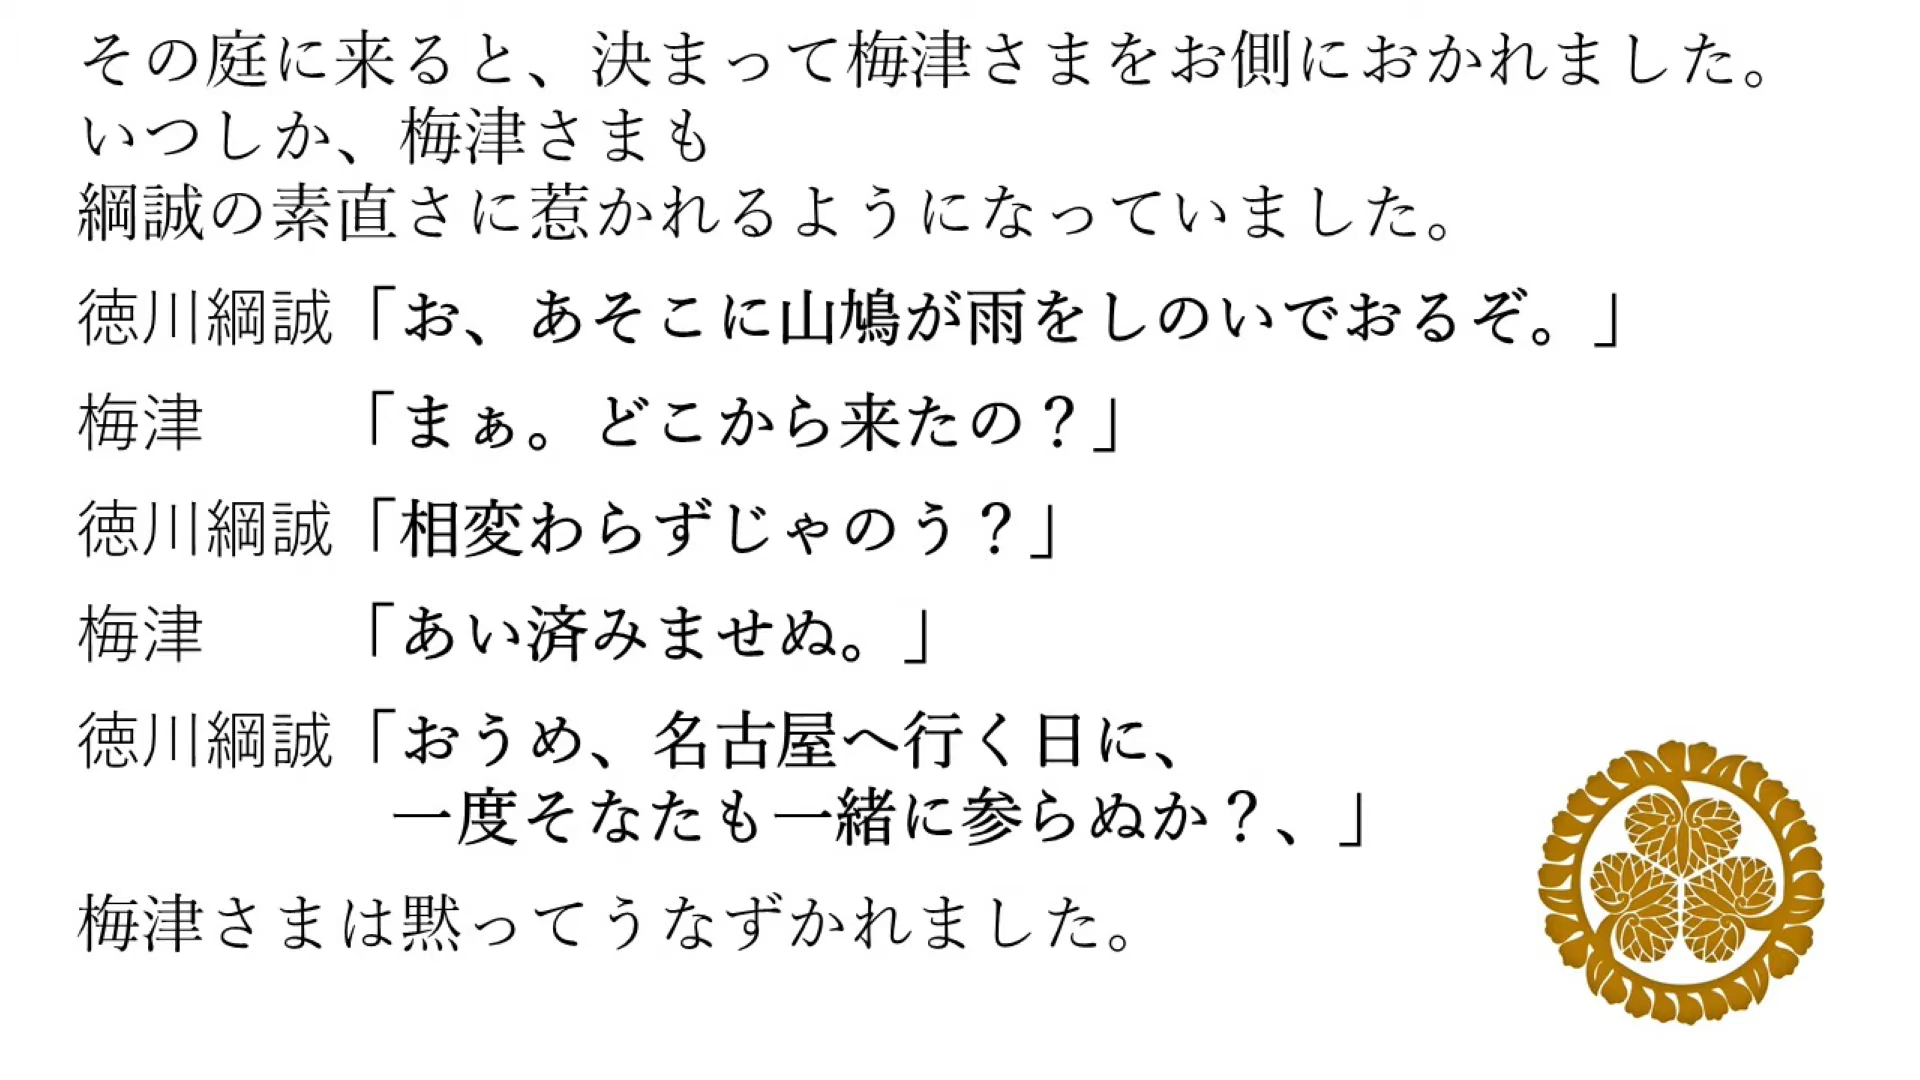 その庭に来ると、決まって梅津さまをお側におかれました。
いつしか、梅津さまも
綱誠の素直さに惹かれるようになっていました。
徳川綱誠「お、あそこに山鳩が雨をしのいでおるぞ。」
梅津　　「まぁ。どこから来たの？」
徳川綱誠「相変わらずじゃのう？」
梅津　　「あい済みませぬ。」
徳川綱誠「おうめ、名古屋へ行く日に、
一度そなたも一緒に参らぬか？、」
梅津さまは黙ってうなずかれました。